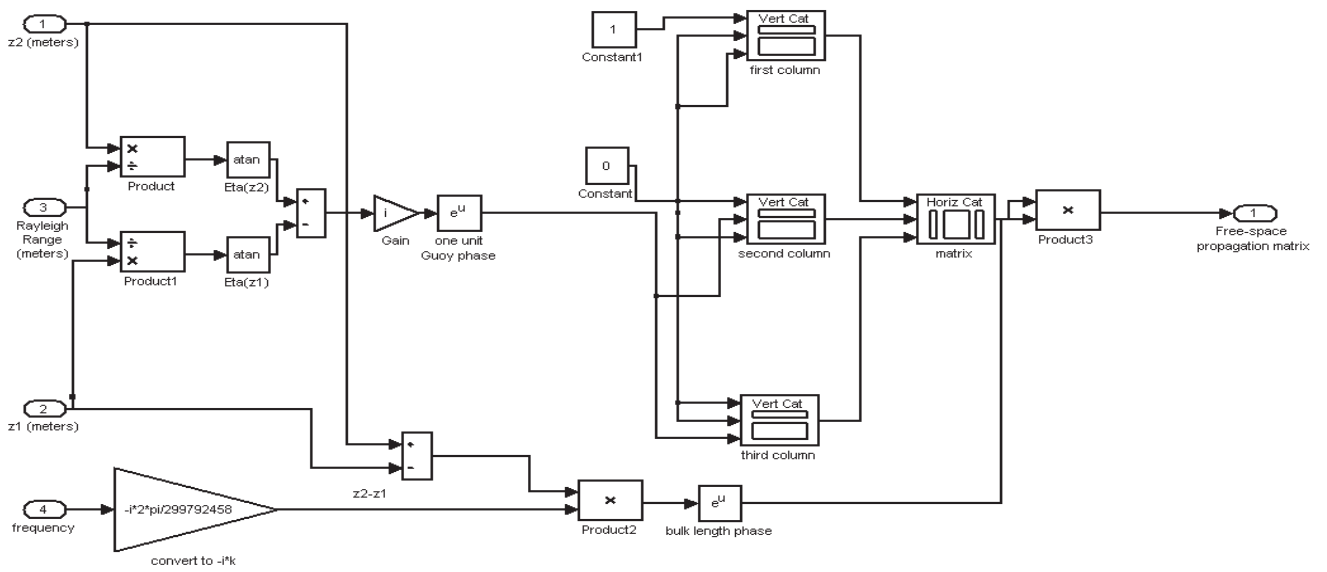 1
z2 (meters)
×
÷
Product
atan
Eta(z2)
3
Rayleigh
Range
(meters)
÷
×
Product1
atan
Eta(z1)
+
-
i
Gain
e^u
one unit
Guoy phase
1
Constant1
Vert Cat
first column
0
Constant
Vert Cat
second column
Horiz Cat
matrix
×
Product3
1
Free-space
propagation matrix
2
z1 (meters)
Vert Cat
third column
+
-
z2-z1
4
frequency
-i*2*pi/299792458
convert to -i*k
×
Product2
e^u
bulk length phase